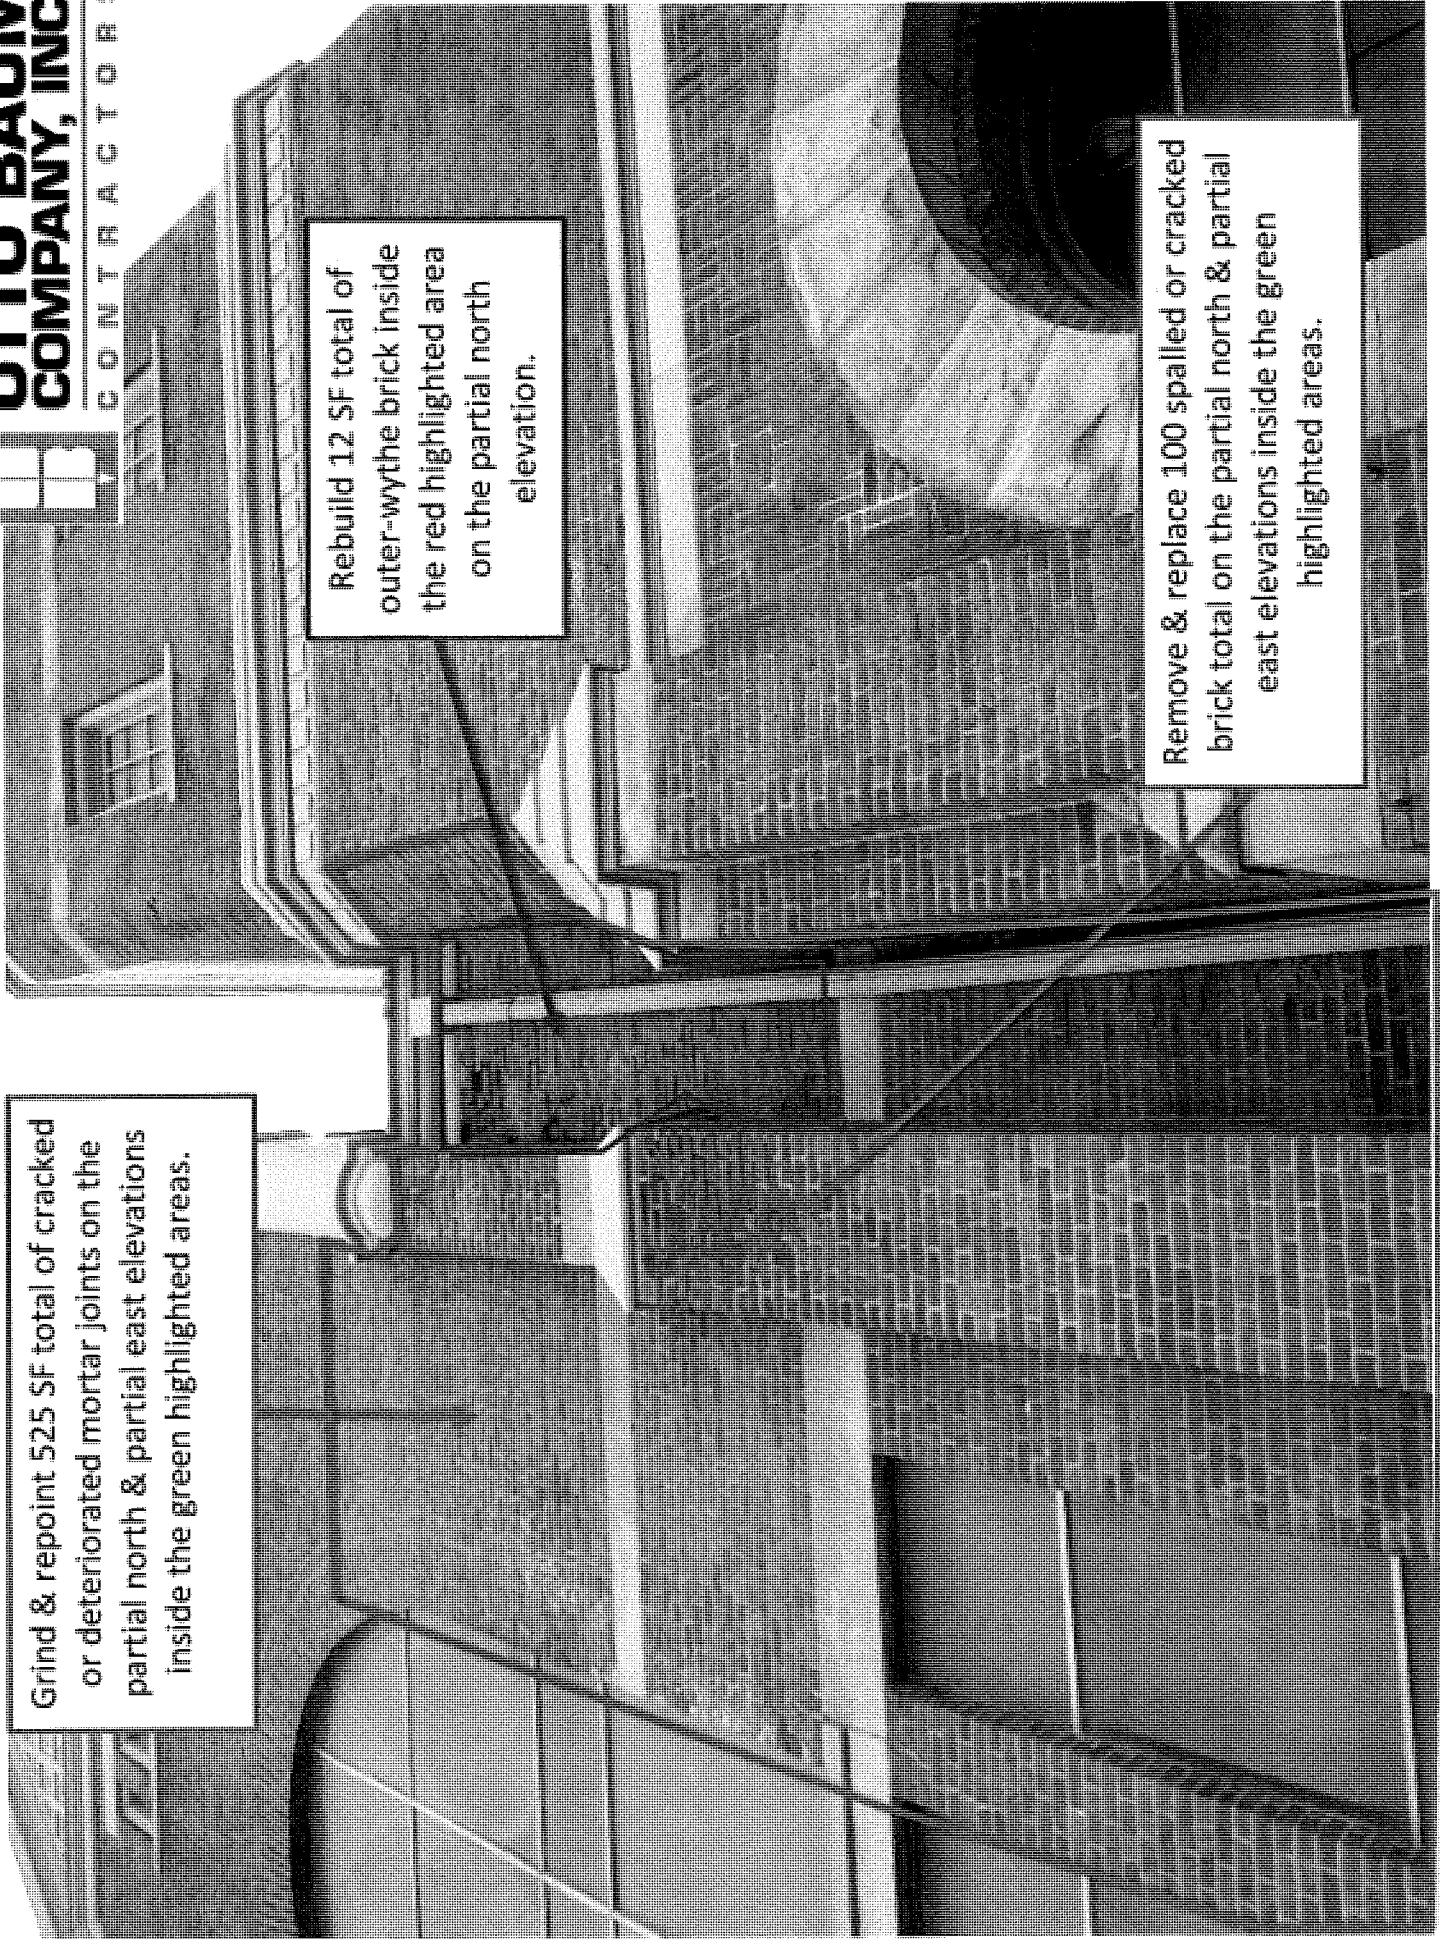 COMPANY, INC
CONTRACTORS
Grind & repoint 525 SF total of cracked
or deteriorated mortar joints on the
partial north & partial east elevations
inside the green highlighted areas.
Rebuild 12 SF total of
outer-wythe brick inside
the red highlighted area
on the partial north
elevation.
Remove & replace 100 spalled or cracked
brick total on the partial north & partial
east elevations inside the green
highlighted areas.